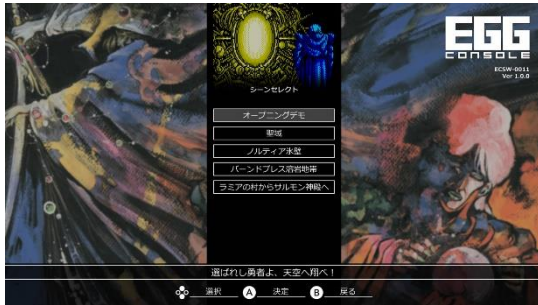 EGG
CONSOLE
ECSW-0011
Ver 1.0.0
シーンセレクト
オープニングデモ
聖域
ノルティア氷壁
バーンドブレス溶岩地帯
ラミアの村からサルモン神殿へ
選ばれし勇者よ、天空へ翔べ！
選択 A 決定 B 戻る